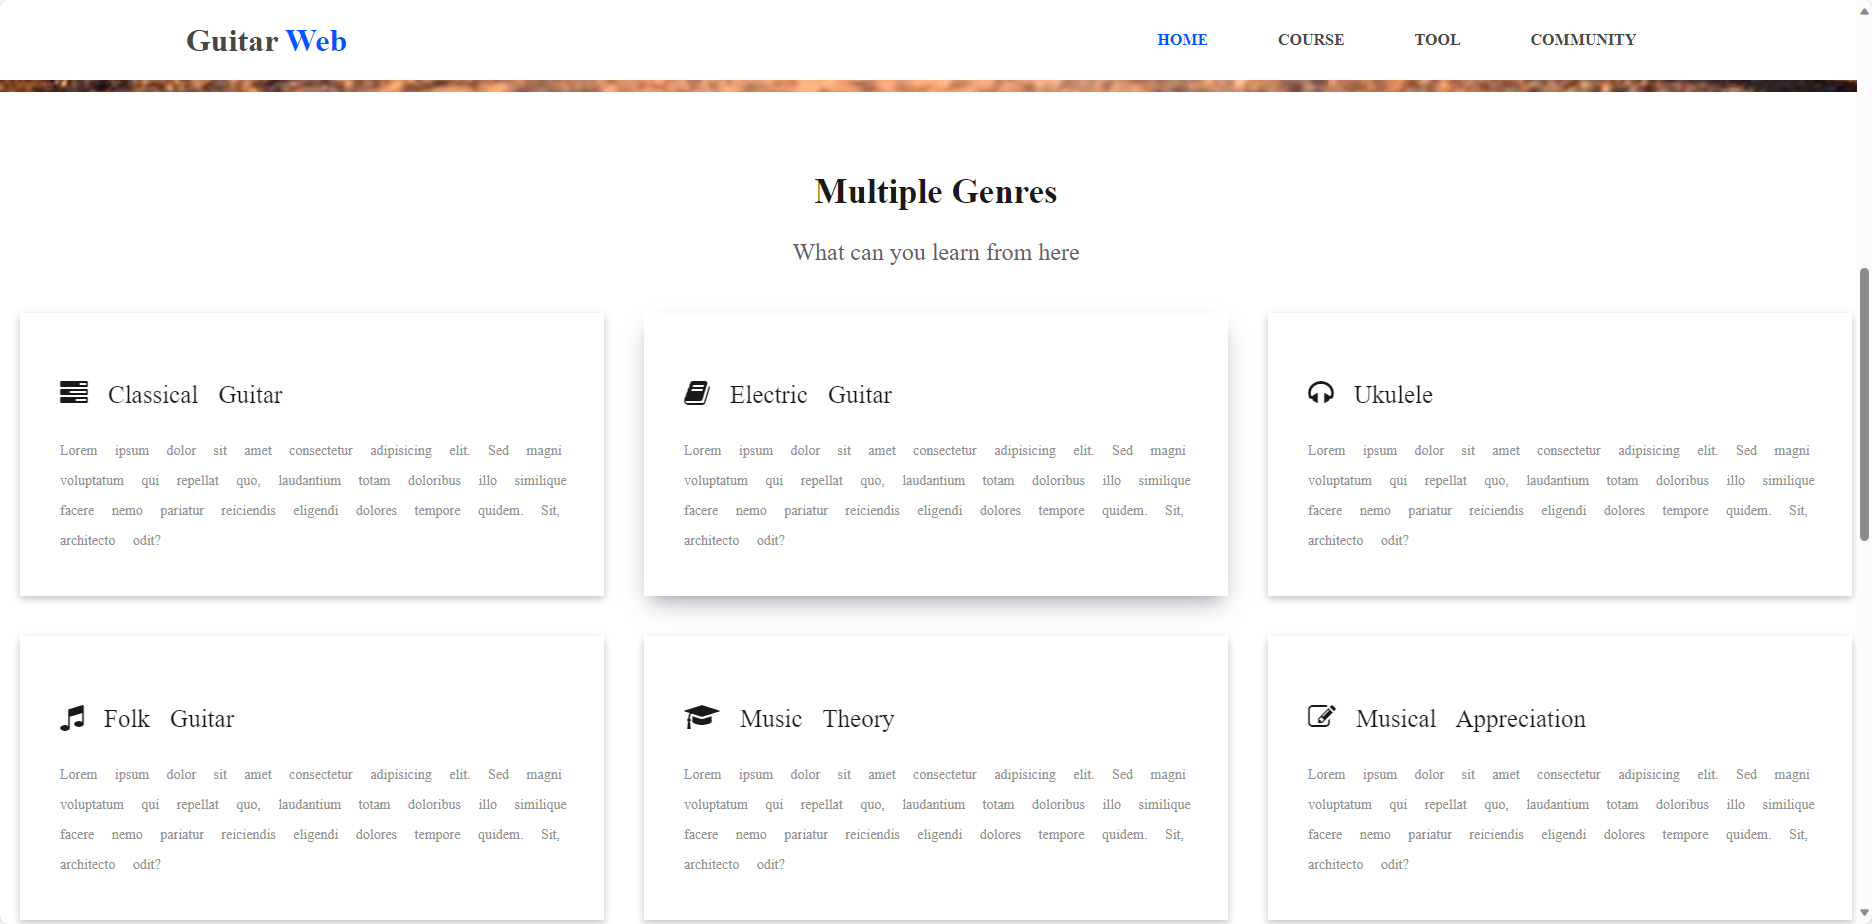 Guitar Web
HOME COURSE TOOL COMMUNITY
Multiple Genres
What can you learn from here
Classical Guitar
Lorem ipsum dolor sit amet consectetur adipisicing elit. Sed magni
voluptatum qui repellat quo, laudantium totam doloribus illo similique
facere nemo pariatur reiciendis eligendi dolores tempore quidem. Sit,
architecto odit?
Electric Guitar
Lorem ipsum dolor sit amet consectetur adipisicing elit. Sed magni
voluptatum qui repellat quo, laudantium totam doloribus illo similique
facere nemo pariatur reiciendis eligendi dolores tempore quidem. Sit,
architecto odit?
Ukulele
Lorem ipsum dolor sit amet consectetur adipisicing elit. Sed magni
voluptatum qui repellat quo, laudantium totam doloribus illo similique
facere nemo pariatur reiciendis eligendi dolores tempore quidem. Sit,
architecto odit?
Folk Guitar
Lorem ipsum dolor sit amet consectetur adipisicing elit. Sed magni
voluptatum qui repellat quo, laudantium totam doloribus illo similique
facere nemo pariatur reiciendis eligendi dolores tempore quidem. Sit,
architecto odit?
Music Theory
Lorem ipsum dolor sit amet consectetur adipisicing elit. Sed magni
voluptatum qui repellat quo, laudantium totam doloribus illo similique
facere nemo pariatur reiciendis eligendi dolores tempore quidem. Sit,
architecto odit?
Musical Appreciation
Lorem ipsum dolor sit amet consectetur adipisicing elit. Sed magni
voluptatum qui repellat quo, laudantium totam doloribus illo similique
facere nemo pariatur reiciendis eligendi dolores tempore quidem. Sit,
architecto odit?